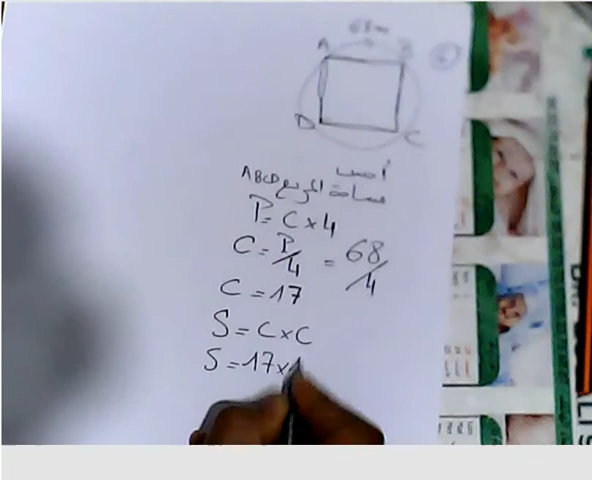 68m
A B
D C
أحسب
مساحة المربع ABCD
P = C × 4
C = P/4 = 68/4
C = 17
S = C × C
S = 17 × 1